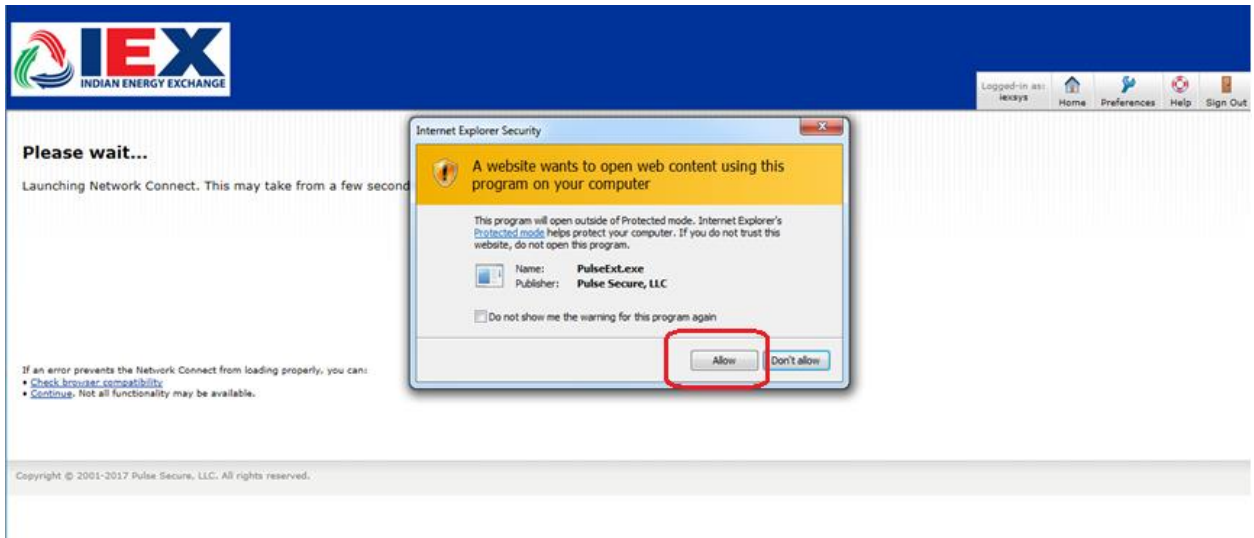 IEX
INDIAN ENERGY EXCHANGE
Logged-in as:
iexsys
Home
Preferences
Help
Sign Out
Please wait...
Launching Network Connect. This may take from a few second
Internet Explorer Security
A website wants to open web content using this
program on your computer
This program will open outside of Protected mode. Internet Explorer's
Protected mode helps protect your computer. If you do not trust this
website, do not open this program.
Name: PulseExt.exe
Publisher: Pulse Secure, LLC
Do not show me the warning for this program again
Allow
Don't allow
If an error prevents the Network Connect from loading properly, you can:
• Check browser compatibility
• Continue. Not all functionality may be available.
Copyright © 2001-2017 Pulse Secure, LLC. All rights reserved.